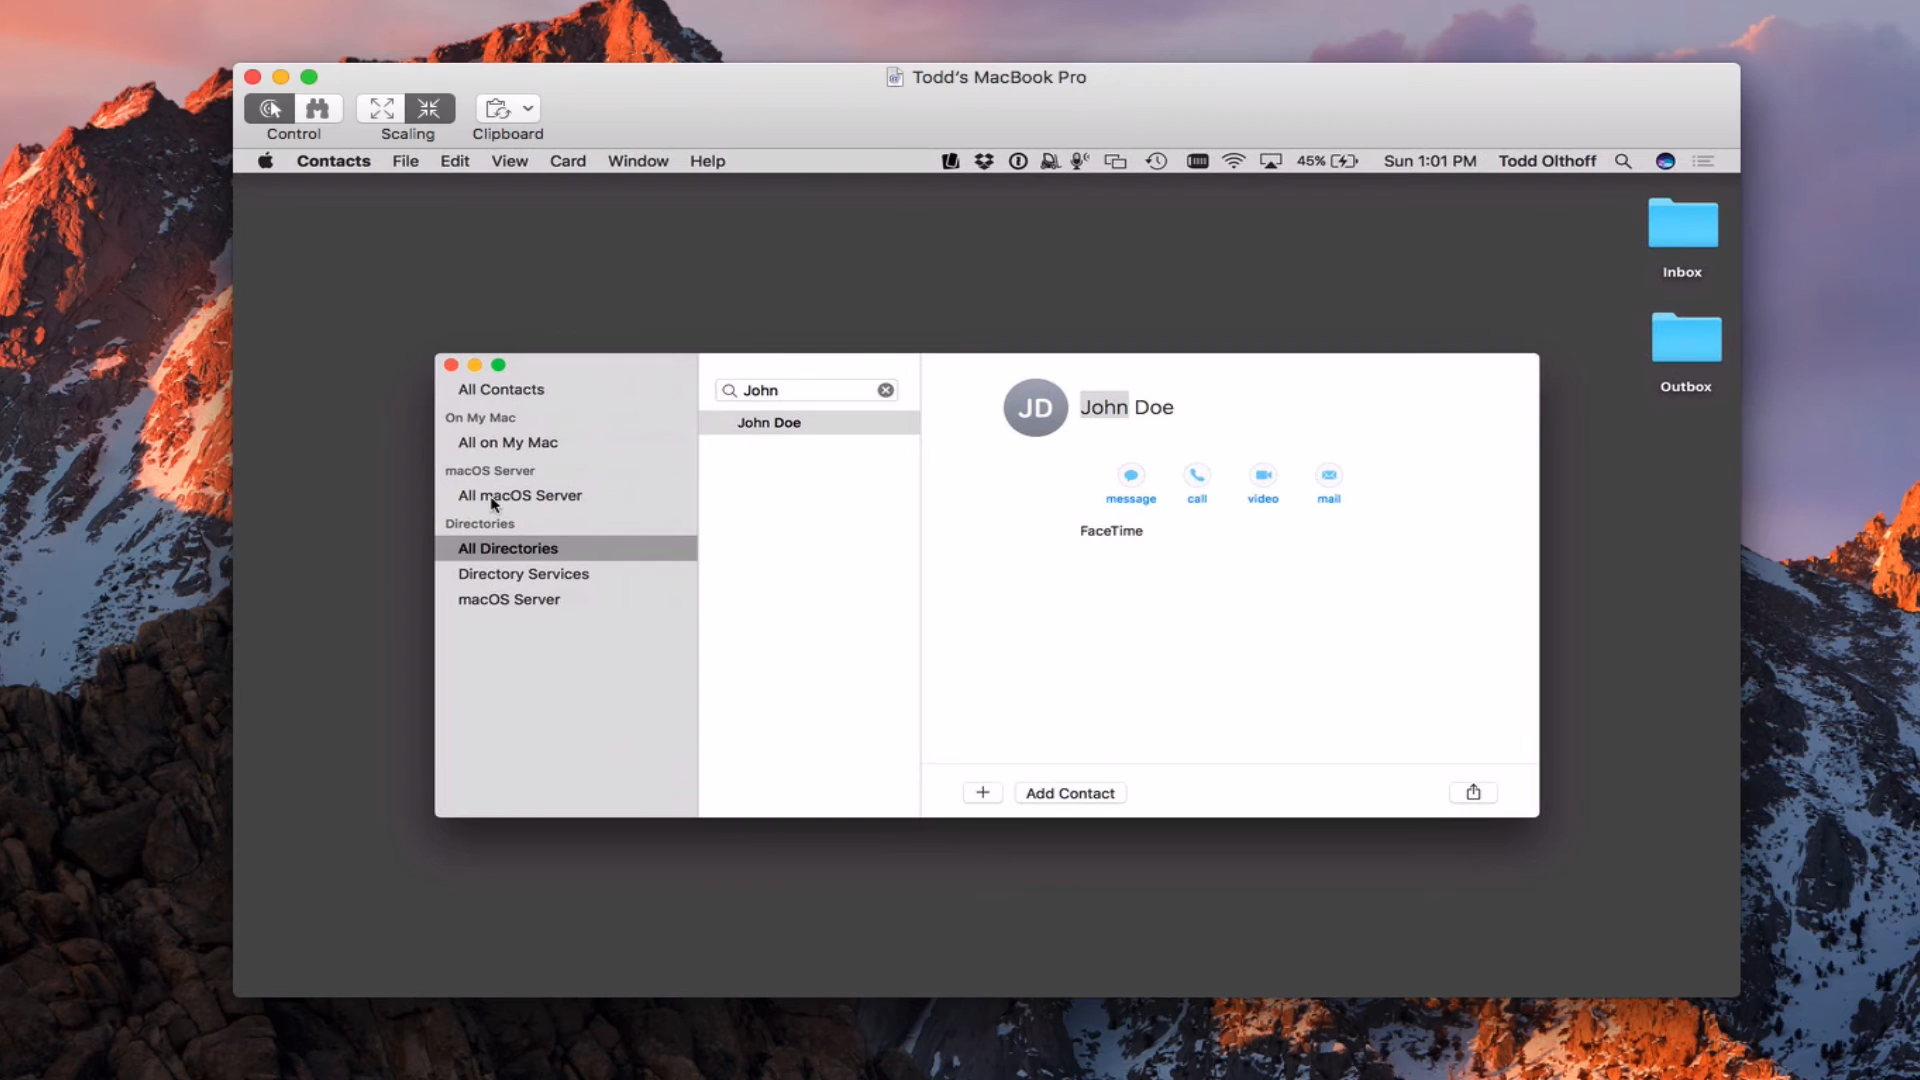 Todd's MacBook Pro
Control
Scaling
Clipboard
Contacts File Edit View Card Window Help 45% Sun 1:01 PM Todd Olthoff
Inbox
Outbox
All Contacts
On My Mac
All on My Mac
macOS Server
All macOS Server
Directories
All Directories
Directory Services
macOS Server
John
John Doe
JD
John Doe
message call video mail
FaceTime
+ Add Contact